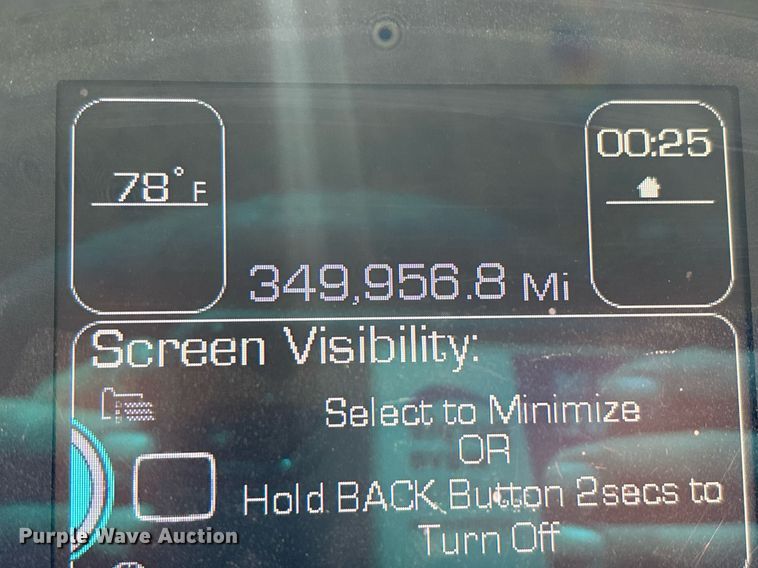 78°F
00:25
349,956.8 Mi
Screen Visibility:
Select to Minimize
OR
Hold BACK Button 2secs to
Turn Off
Purple Wave Auction